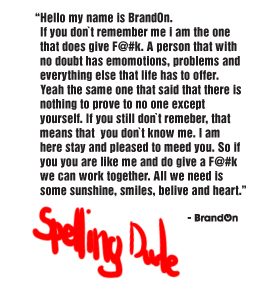 “Hello my name is BrandOn.
If you don`t remember me i am the one
that does give F@#k. A person that with
no doubt has emomotions, problems and
everything else that life has to offer.
Yeah the same one that said that there is
nothing to prove to no one except
yourself. If you still don`t remeber, that
means that  you don`t know me. I am
here stay and pleased to meed you. So if
you you are like me and do give a F@#k
we can work together. All we need is
some sunshine, smiles, belive and heart.”
- BrandOn
Spelling Dude